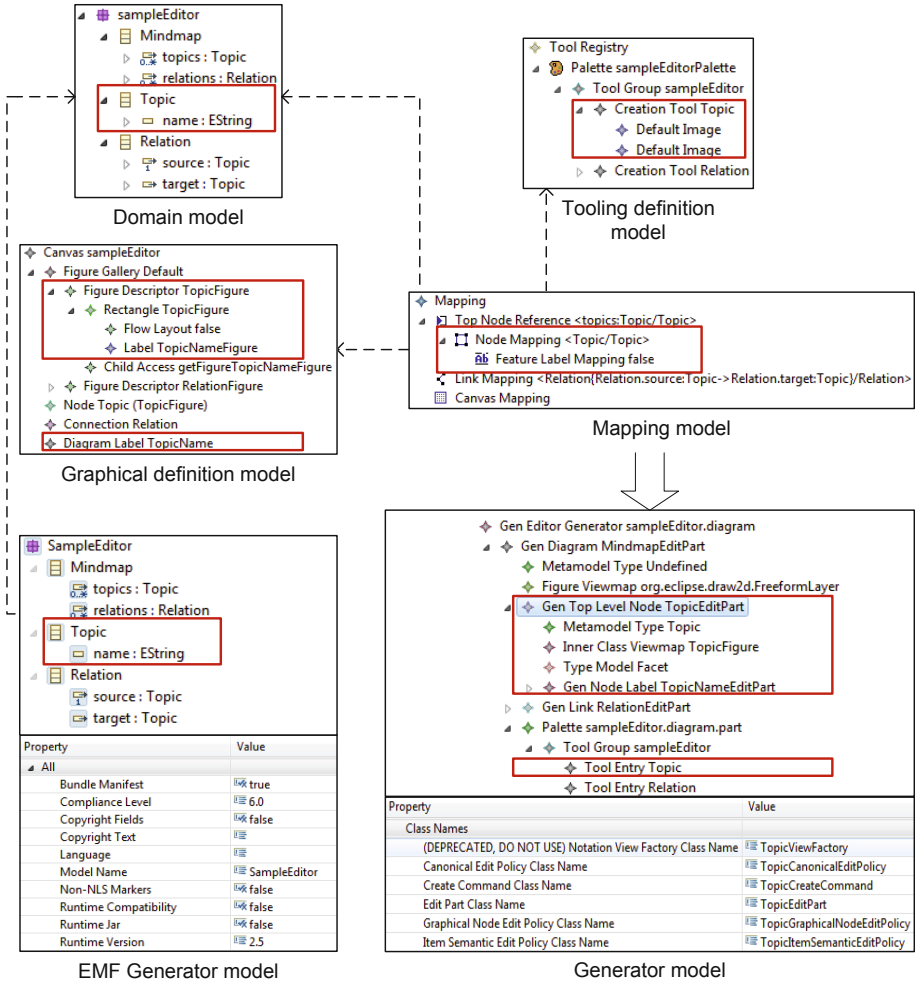 sampleEditor
Mindmap
0..* topics : Topic
0..* relations : Relation
Topic
name : EString
Relation
1 source : Topic
target : Topic
Domain model
Tool Registry
Palette sampleEditorPalette
Tool Group sampleEditor
Creation Tool Topic
Default Image
Default Image
Creation Tool Relation
Tooling definition
model
Canvas sampleEditor
Figure Gallery Default
Figure Descriptor TopicFigure
Rectangle TopicFigure
Flow Layout false
Label TopicNameFigure
Child Access getFigureTopicNameFigure
Figure Descriptor RelationFigure
Node Topic (TopicFigure)
Connection Relation
Diagram Label TopicName
Graphical definition model
Mapping
Top Node Reference <topics:Topic/Topic>
Node Mapping <Topic/Topic>
Ab Feature Label Mapping false
Link Mapping <Relation{Relation.source:Topic->Relation.target:Topic}/Relation>
Canvas Mapping
Mapping model
SampleEditor
Mindmap
0..* topics : Topic
0..* relations : Relation
Topic
name : EString
Relation
1 source : Topic
target : Topic
Property Value
All
Bundle Manifest true
Compliance Level 6.0
Copyright Fields false
Copyright Text
Language
Model Name SampleEditor
Non-NLS Markers false
Runtime Compatibility false
Runtime Jar false
Runtime Version 2.5
EMF Generator model
Gen Editor Generator sampleEditor.diagram
Gen Diagram MindmapEditPart
Metamodel Type Undefined
Figure Viewmap org.eclipse.draw2d.FreeformLayer
Gen Top Level Node TopicEditPart
Metamodel Type Topic
Inner Class Viewmap TopicFigure
Type Model Facet
Gen Node Label TopicNameEditPart
Gen Link RelationEditPart
Palette sampleEditor.diagram.part
Tool Group sampleEditor
Tool Entry Topic
Tool Entry Relation
Property Value
Class Names
(DEPRECATED, DO NOT USE) Notation View Factory Class Name TopicViewFactory
Canonical Edit Policy Class Name TopicCanonicalEditPolicy
Create Command Class Name TopicCreateCommand
Edit Part Class Name TopicEditPart
Graphical Node Edit Policy Class Name TopicGraphicalNodeEditPolicy
Item Semantic Edit Policy Class Name TopicItemSemanticEditPolicy
Generator model